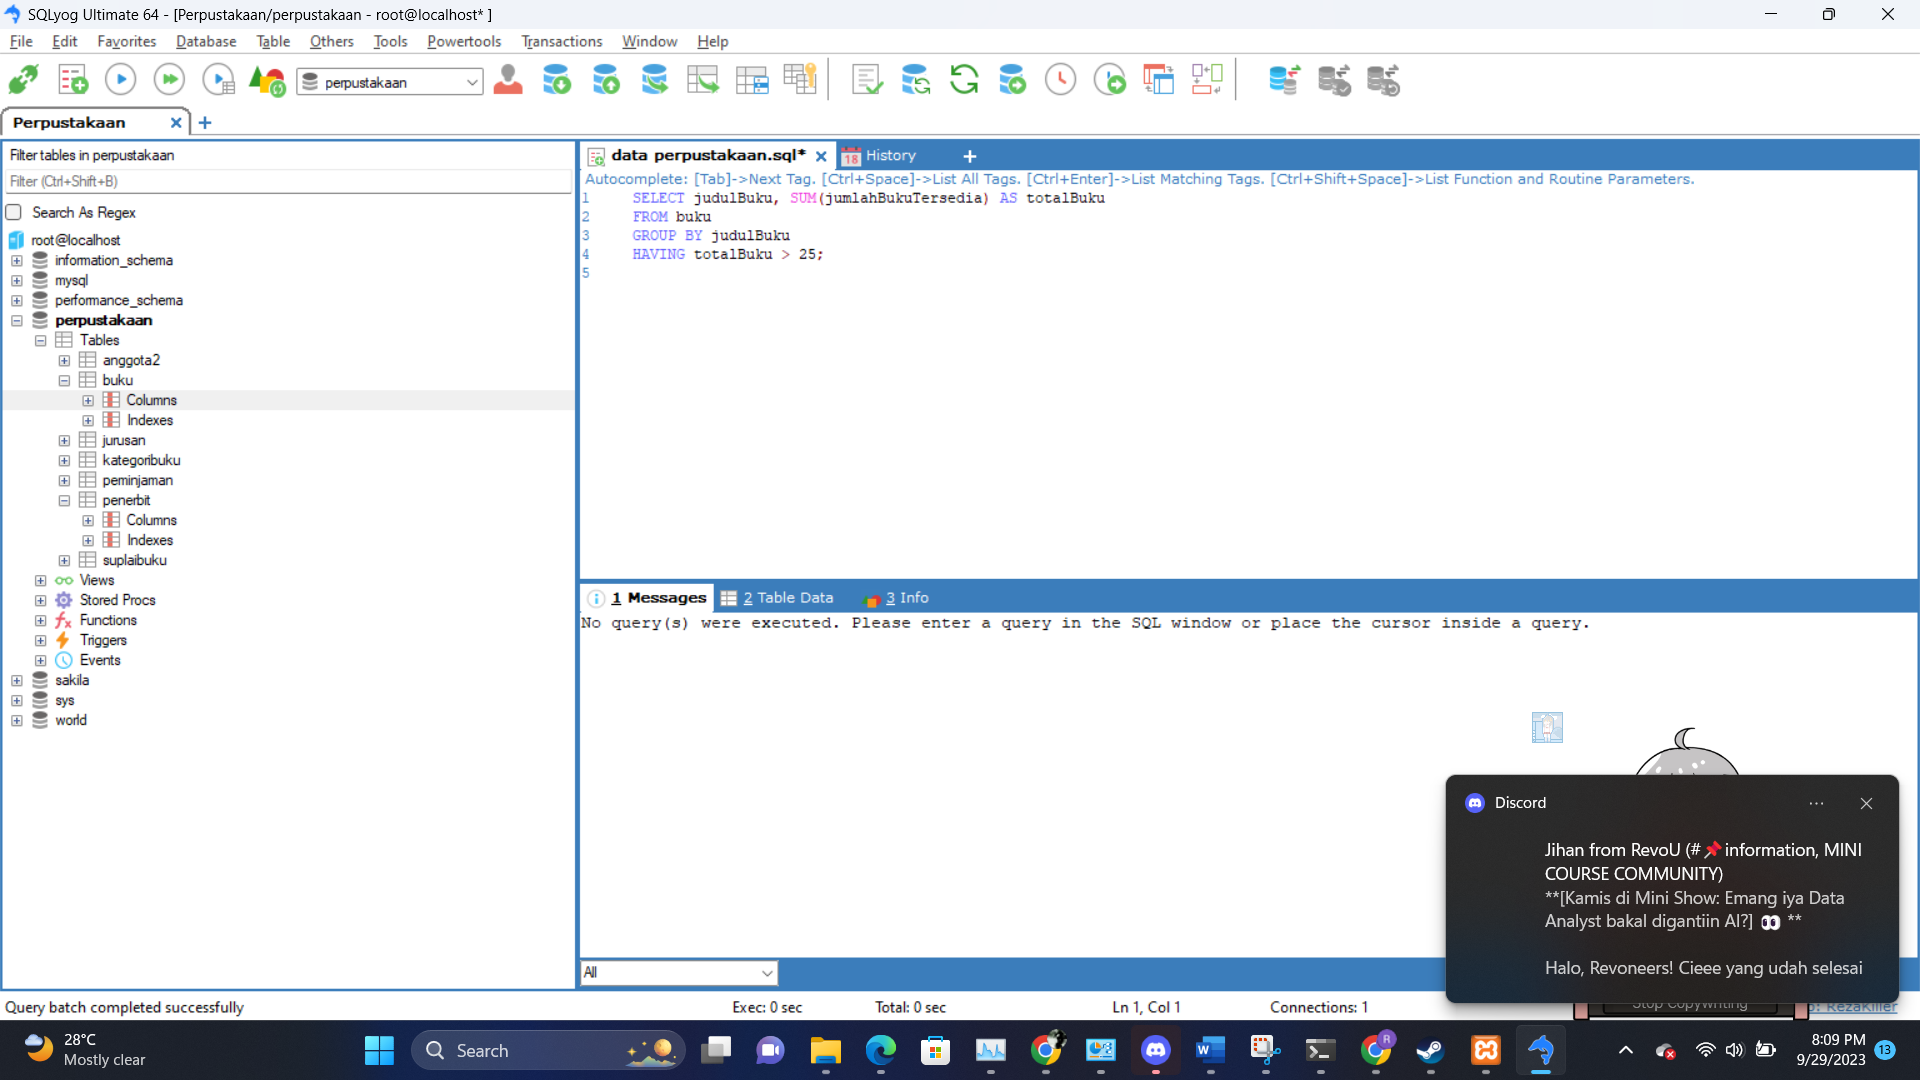 SQLyog Ultimate 64 - [Perpustakaan/perpustakaan - root@localhost* ]
File Edit Favorites Database Table Others Tools Powertools Transactions Window Help
perpustakaan
Perpustakaan
Filter tables in perpustakaan
Filter (Ctrl+Shift+B)
Search As Regex
root@localhost
information_schema
mysql
performance_schema
perpustakaan
Tables
anggota2
buku
Columns
Indexes
jurusan
kategoribuku
peminjaman
penerbit
Columns
Indexes
suplaibuku
Views
Stored Procs
Functions
Triggers
Events
sakila
sys
world
data perpustakaan.sql* 18 History
Autocomplete: [Tab]->Next Tag. [Ctrl+Space]->List All Tags. [Ctrl+Enter]->List Matching Tags. [Ctrl+Shift+Space]->List Function and Routine Parameters.
1 SELECT judulBuku, SUM(jumlahBukuTersedia) AS totalBuku
2 FROM buku
3 GROUP BY judulBuku
4 HAVING totalBuku > 25;
5
1 Messages 2 Table Data 3 Info
No query(s) were executed. Please enter a query in the SQL window or place the cursor inside a query.
All
Discord
Jihan from RevoU (#📌information, MINI
COURSE COMMUNITY)
**[Kamis di Mini Show: Emang iya Data
Analyst bakal digantiin AI?] 👀 **
Halo, Revoneers! Cieee yang udah selesai
Stop Copywriting
Query batch completed successfully Exec: 0 sec Total: 0 sec Ln 1, Col 1 Connections: 1
28°C
Mostly clear
Search
R
8:09 PM
9/29/2023
13